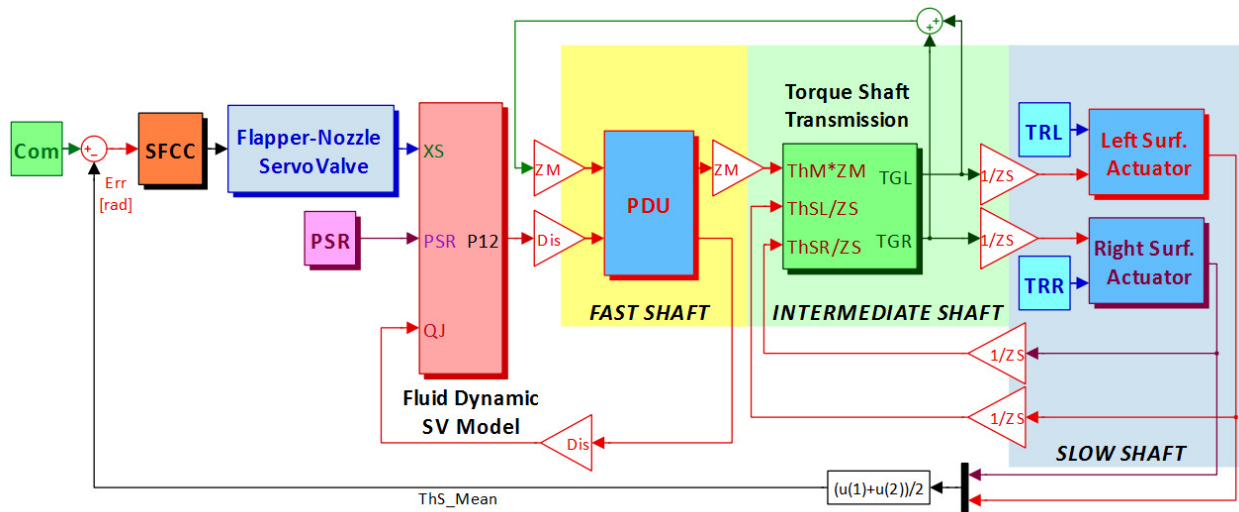 Torque Shaft
Transmission
Com
Err
[rad]
SFCC
Flapper-Nozzle
Servo Valve
XS
PSR
PSR
P12
QJ
Fluid Dynamic
SV Model
ZM
Dis
PDU
ZM
FAST SHAFT
ThM*ZM
ThSL/ZS
ThSR/ZS
TGL
TGR
INTERMEDIATE SHAFT
1/ZS
1/ZS
TRL
Left Surf.
Actuator
Right Surf.
Actuator
TRR
1/ZS
1/ZS
SLOW SHAFT
Dis
(u(1)+u(2))/2
ThS_Mean